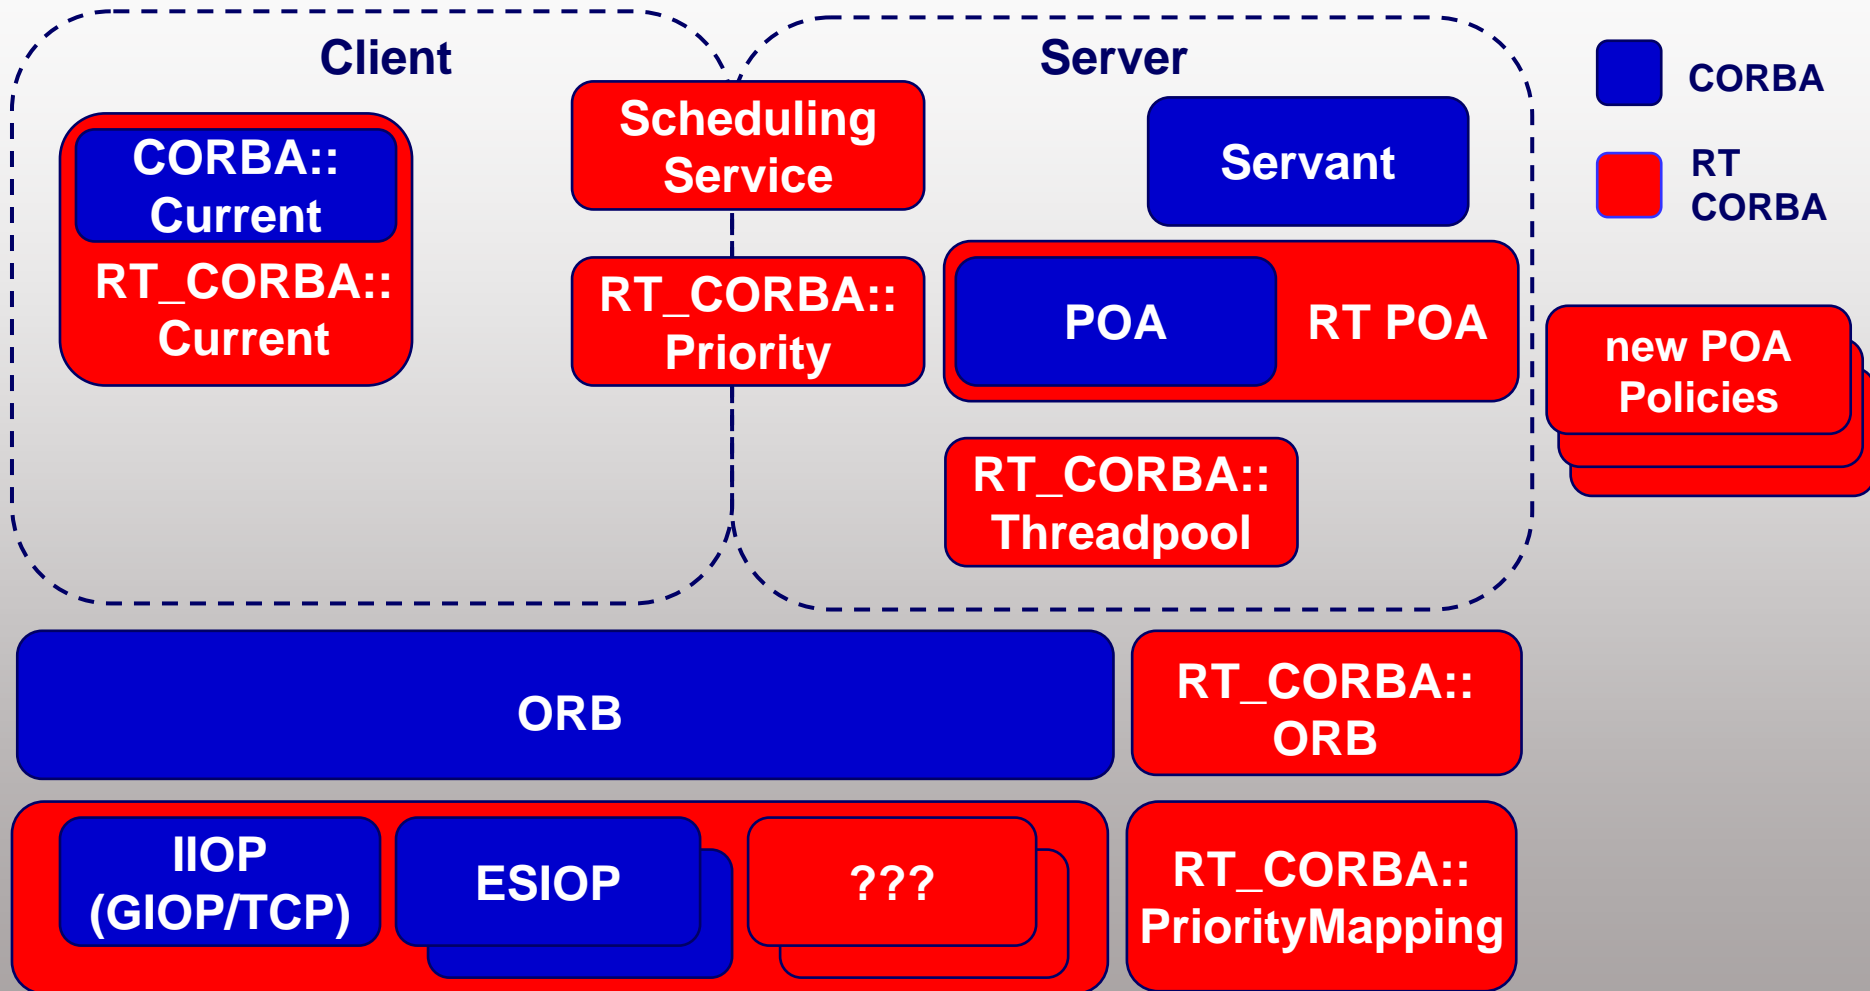 Client
Server
CORBA::
Current
RT_CORBA::
Current
Scheduling
Service
RT_CORBA::
Priority
Servant
POA
RT POA
RT_CORBA::
Threadpool
CORBA
RT
CORBA
new POA
Policies
ORB
RT_CORBA::
ORB
IIOP
(GIOP/TCP)
ESIOP
???
RT_CORBA::
PriorityMapping